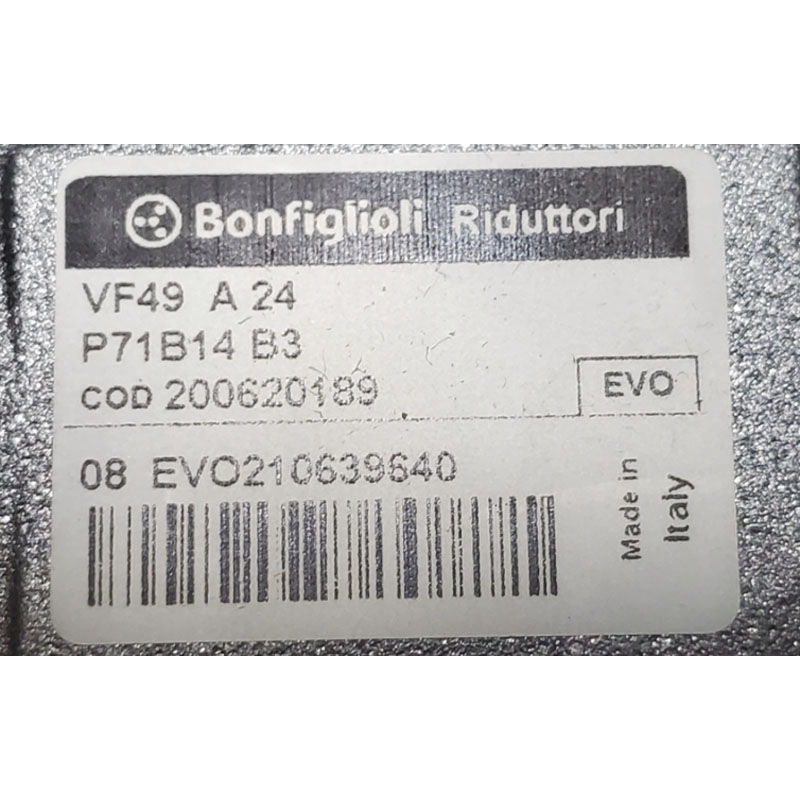 Bonfiglioli Riduttori
VF49 A 24
P71B14 B3
COD 200620189
EVO
08 EVO210639640
Made in
Italy